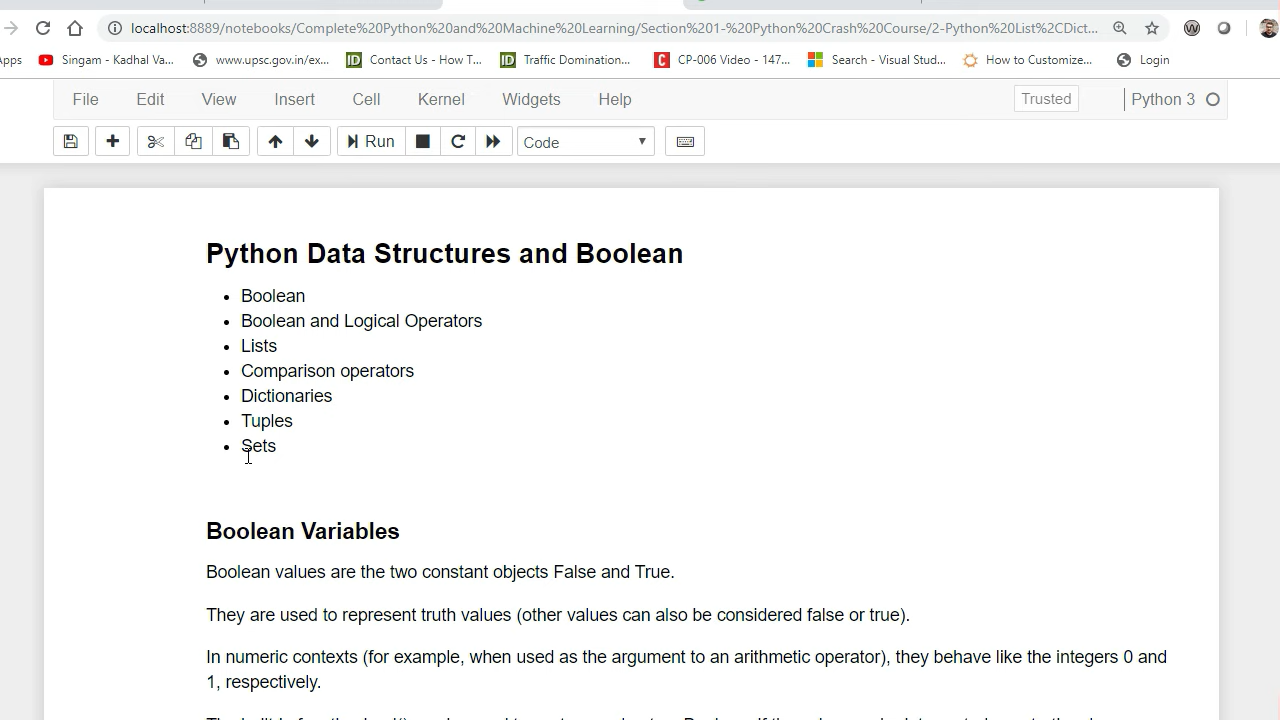 localhost:8889/notebooks/Complete%20Python%20and%20Machine%20Learning/Section%201-%20Python%20Crash%20Course/2-Python%20List%2CDict...
Apps Singam - Kadhal Va... www.upsc.gov.in/ex... ID Contact Us - How T... ID Traffic Domination... C CP-006 Video - 147... Search - Visual Stud... How to Customize... Login
File Edit View Insert Cell Kernel Widgets Help Trusted Python 3
Run Code
Python Data Structures and Boolean
• Boolean
• Boolean and Logical Operators
• Lists
• Comparison operators
• Dictionaries
• Tuples
• Sets
Boolean Variables
Boolean values are the two constant objects False and True.
They are used to represent truth values (other values can also be considered false or true).
In numeric contexts (for example, when used as the argument to an arithmetic operator), they behave like the integers 0 and
1, respectively.